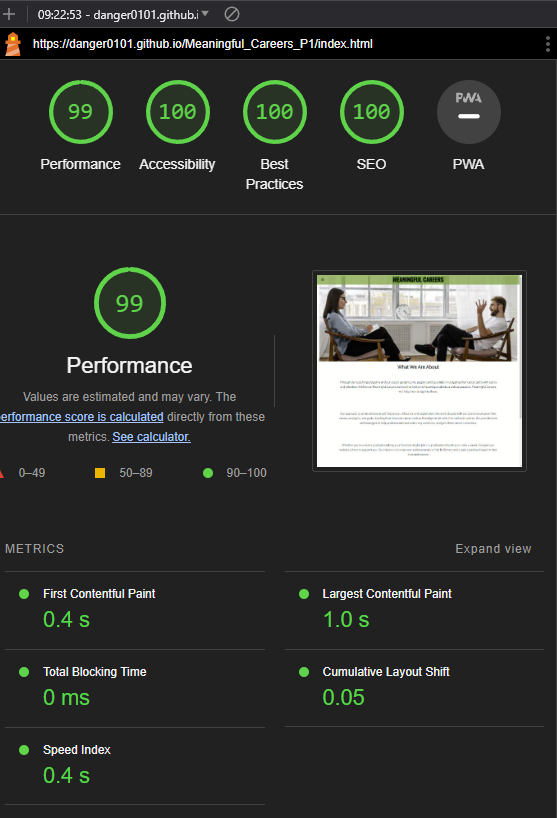 09:22:53 - danger0101.github.i
https://danger0101.github.io/Meaningful_Careers_P1/index.html
99
100
100
100
PWA
Performance
Accessibility
Best
Practices
SEO
PWA
99
Performance
Values are estimated and may vary. The
erformance score is calculated directly from these
metrics. See calculator.
0–49
50–89
90–100
MEANINGFUL CAREERS
What We Are About
METRICS
Expand view
First Contentful Paint
0.4 s
Largest Contentful Paint
1.0 s
Total Blocking Time
0 ms
Cumulative Layout Shift
0.05
Speed Index
0.4 s